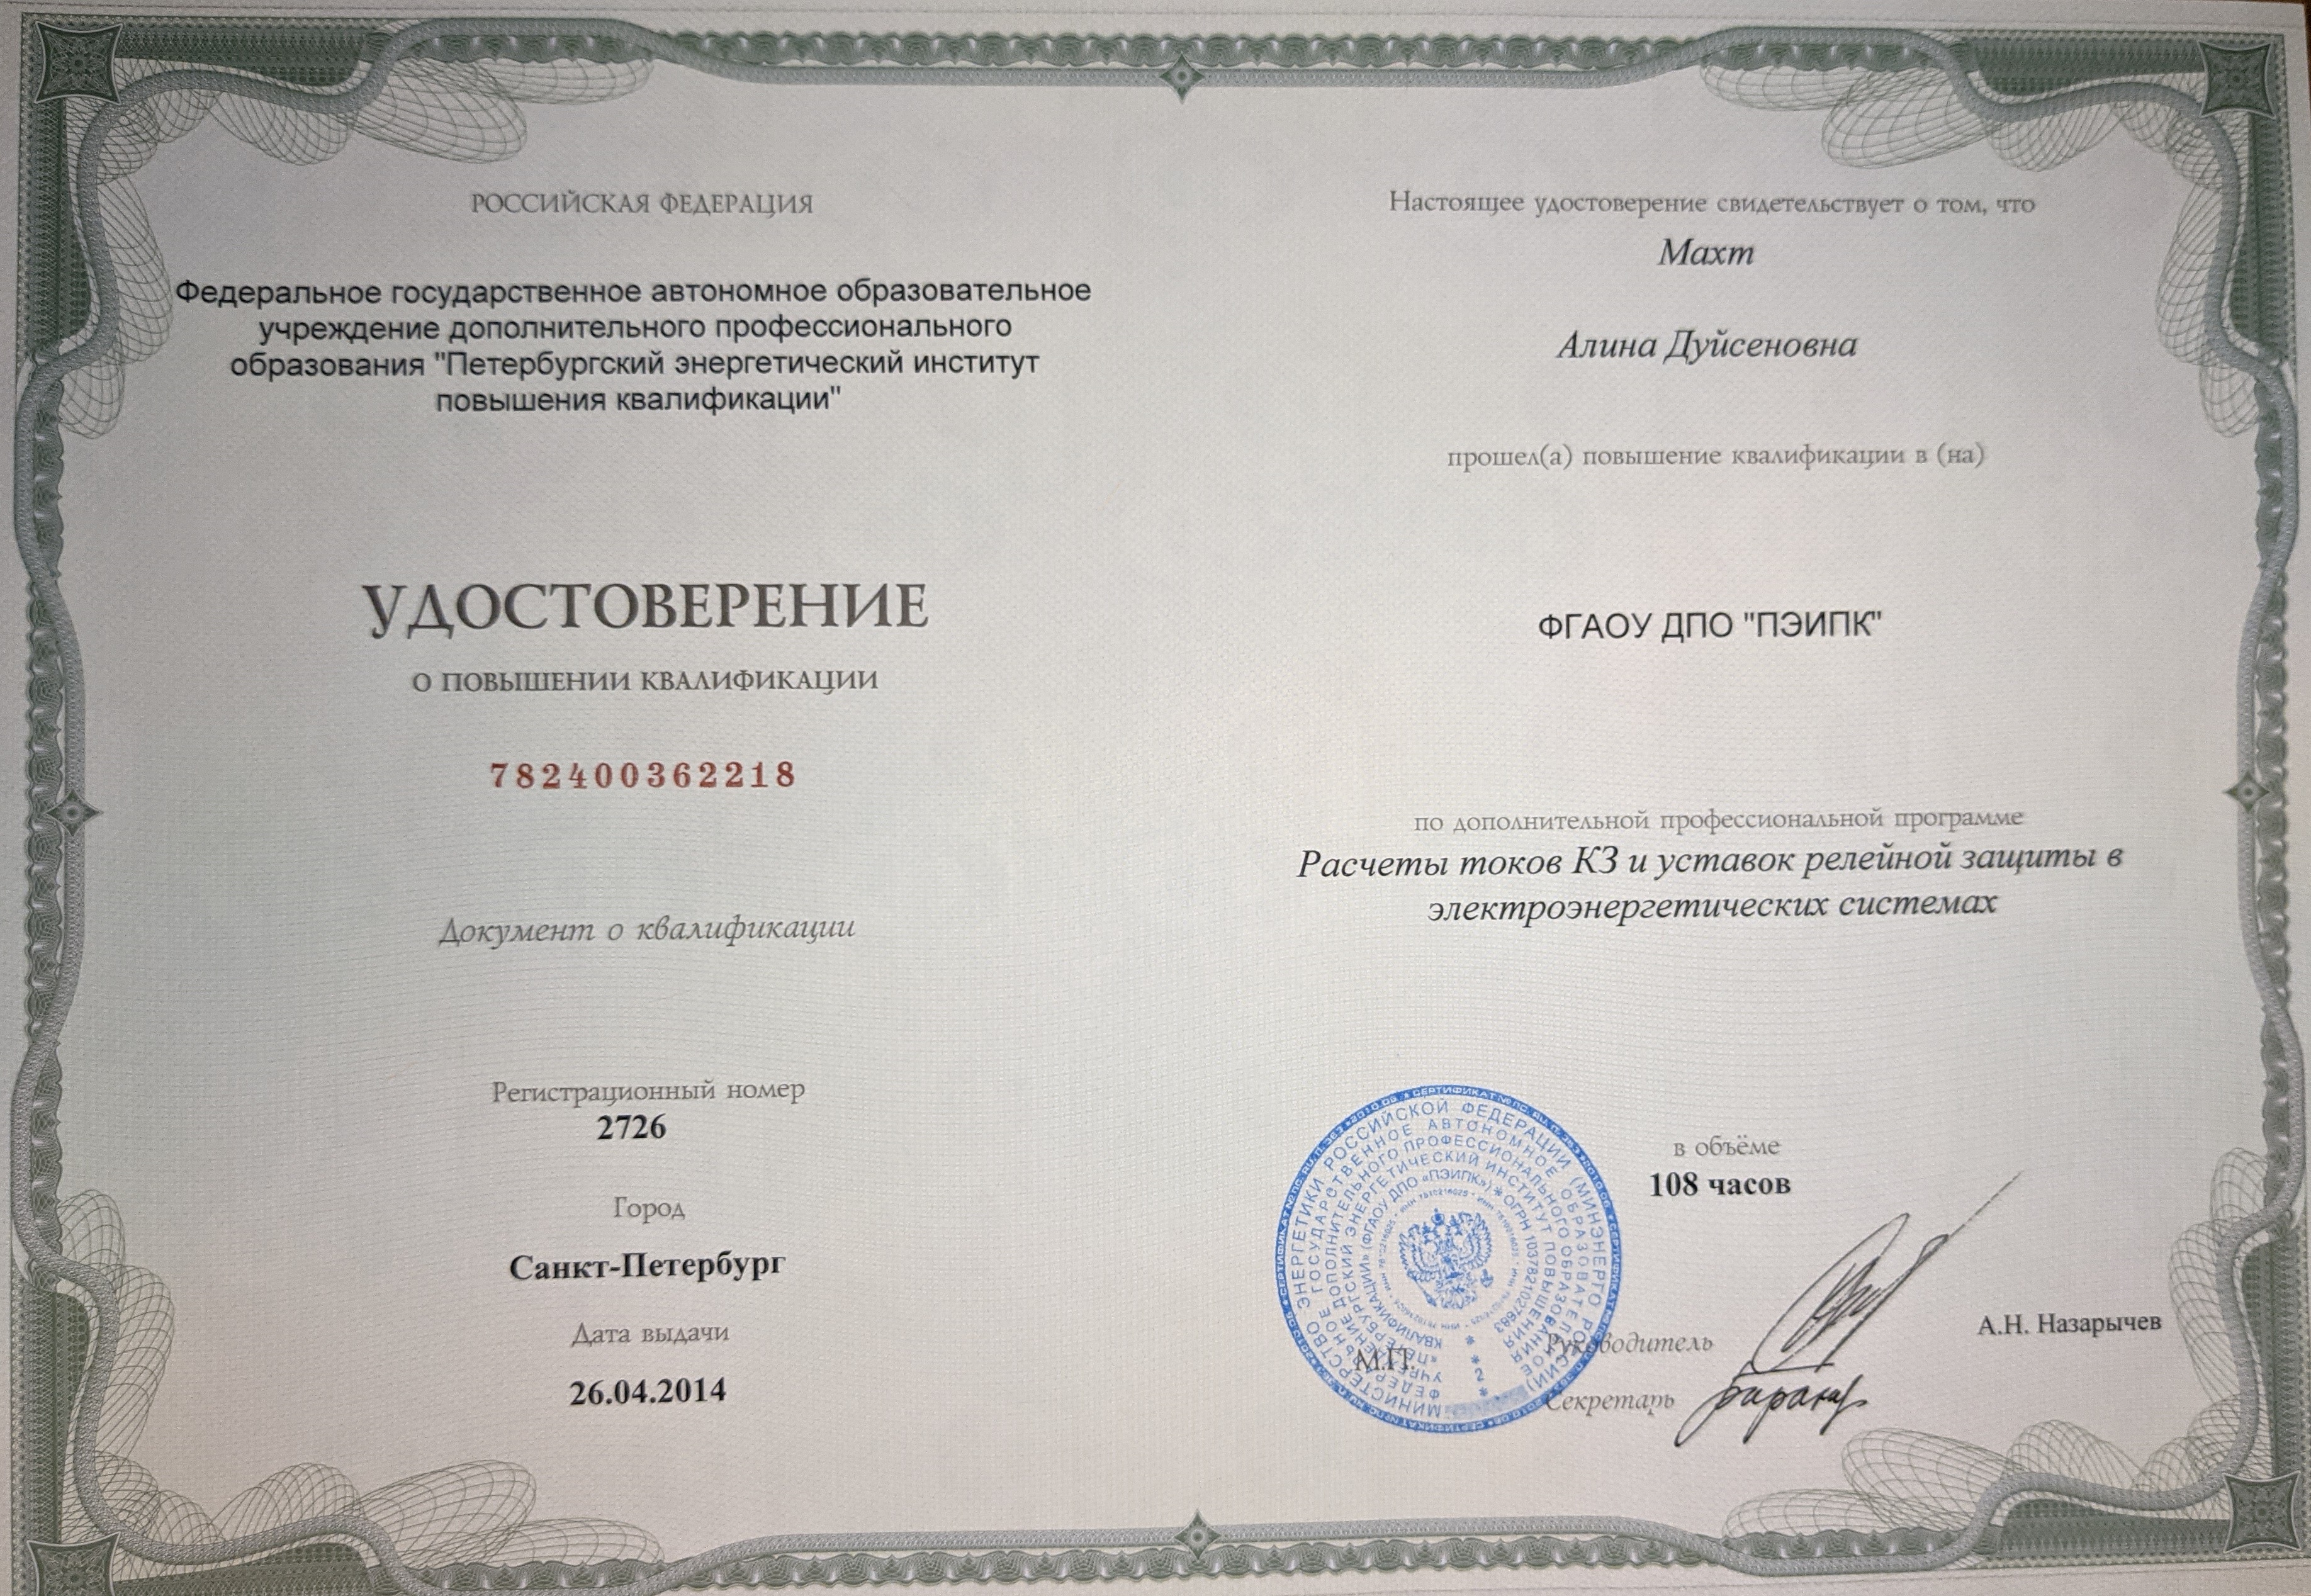 РОССИЙСКАЯ ФЕДЕРАЦИЯ
Федеральное государственное автономное образовательное
учреждение дополнительного профессионального
образования "Петербургский энергетический институт
повышения квалификации"
УДОСТОВЕРЕНИЕ
О ПОВЫШЕНИИ КВАЛИФИКАЦИИ
782400362218
Документ о квалификации
Регистрационный номер
2726
Город
Санкт-Петербург
Дата выдачи
26.04.2014
Настоящее удостоверение свидетельствует о том, что
Махт
Алина Дуйсеновна
прошел(а) повышение квалификации в (на)
ФГАОУ ДПО "ПЭИПК"
по дополнительной профессиональной программе
Расчеты токов КЗ и уставок релейной защиты в
электроэнергетических системах
в объёме
108 часов
Руководитель
А.Н. Назарычев
М.П.
Секретарь
МИНИСТЕРСТВО ЭНЕРГЕТИКИ РОССИЙСКОЙ ФЕДЕРАЦИИ (МИНЭНЕРГО РОССИИ)
ФЕДЕРАЛЬНОЕ ГОСУДАРСТВЕННОЕ АВТОНОМНОЕ ОБРАЗОВАТЕЛЬНОЕ
УЧРЕЖДЕНИЕ ДОПОЛНИТЕЛЬНОГО ПРОФЕССИОНАЛЬНОГО ОБРАЗОВАНИЯ
«ПЕТЕРБУРГСКИЙ ЭНЕРГЕТИЧЕСКИЙ ИНСТИТУТ ПОВЫШЕНИЯ
КВАЛИФИКАЦИИ» (ФГАОУ ДПО «ПЭИПК») * ОГРН 1037821027683
* 2 *